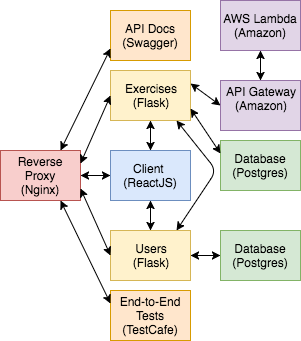 API Docs
(Swagger)
AWS Lambda
(Amazon)
Exercises
(Flask)
API Gateway
(Amazon)
Reverse
Proxy
(Nginx)
Client
(ReactJS)
Database
(Postgres)
Users
(Flask)
Database
(Postgres)
End-to-End
Tests
(TestCafe)